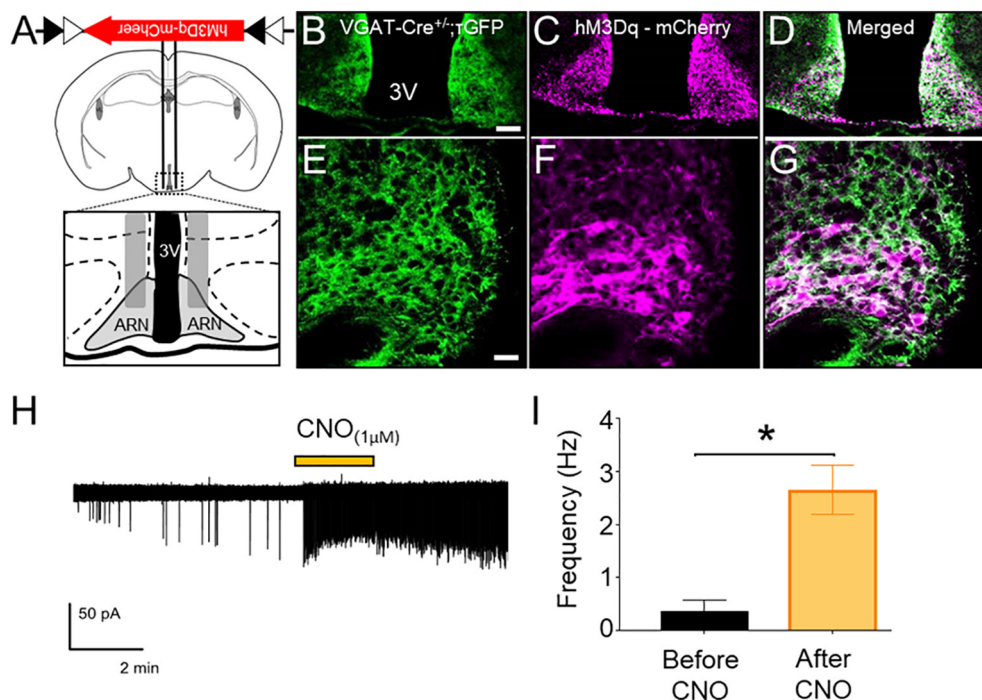 A
hM3Dq-mCheer
3V
ARN
ARN
B
VGAT-Cre+/-;τGFP
3V
C
hM3Dq - mCherry
D
Merged
E
F
G
H
CNO(1μM)
50 pA
2 min
I
Frequency (Hz)
4
3
2
1
0
*
Before
CNO
After
CNO